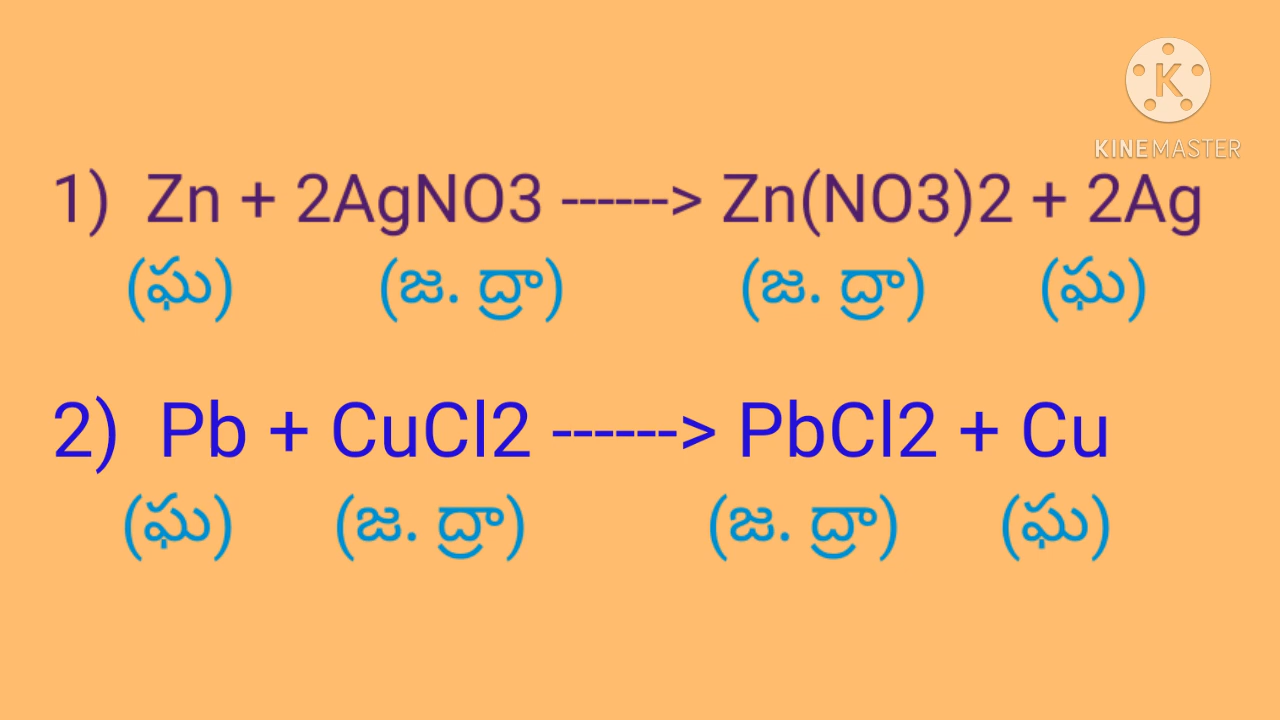 KINEMASTER
1) Zn + 2AgNO3 ------> Zn(NO3)2 + 2Ag
(ఘ) (జ. ద్రా) (జ. ద్రా) (ఘ)
2) Pb + CuCl2 ------> PbCl2 + Cu
(ఘ) (జ. ద్రా) (జ. ద్రా) (ఘ)